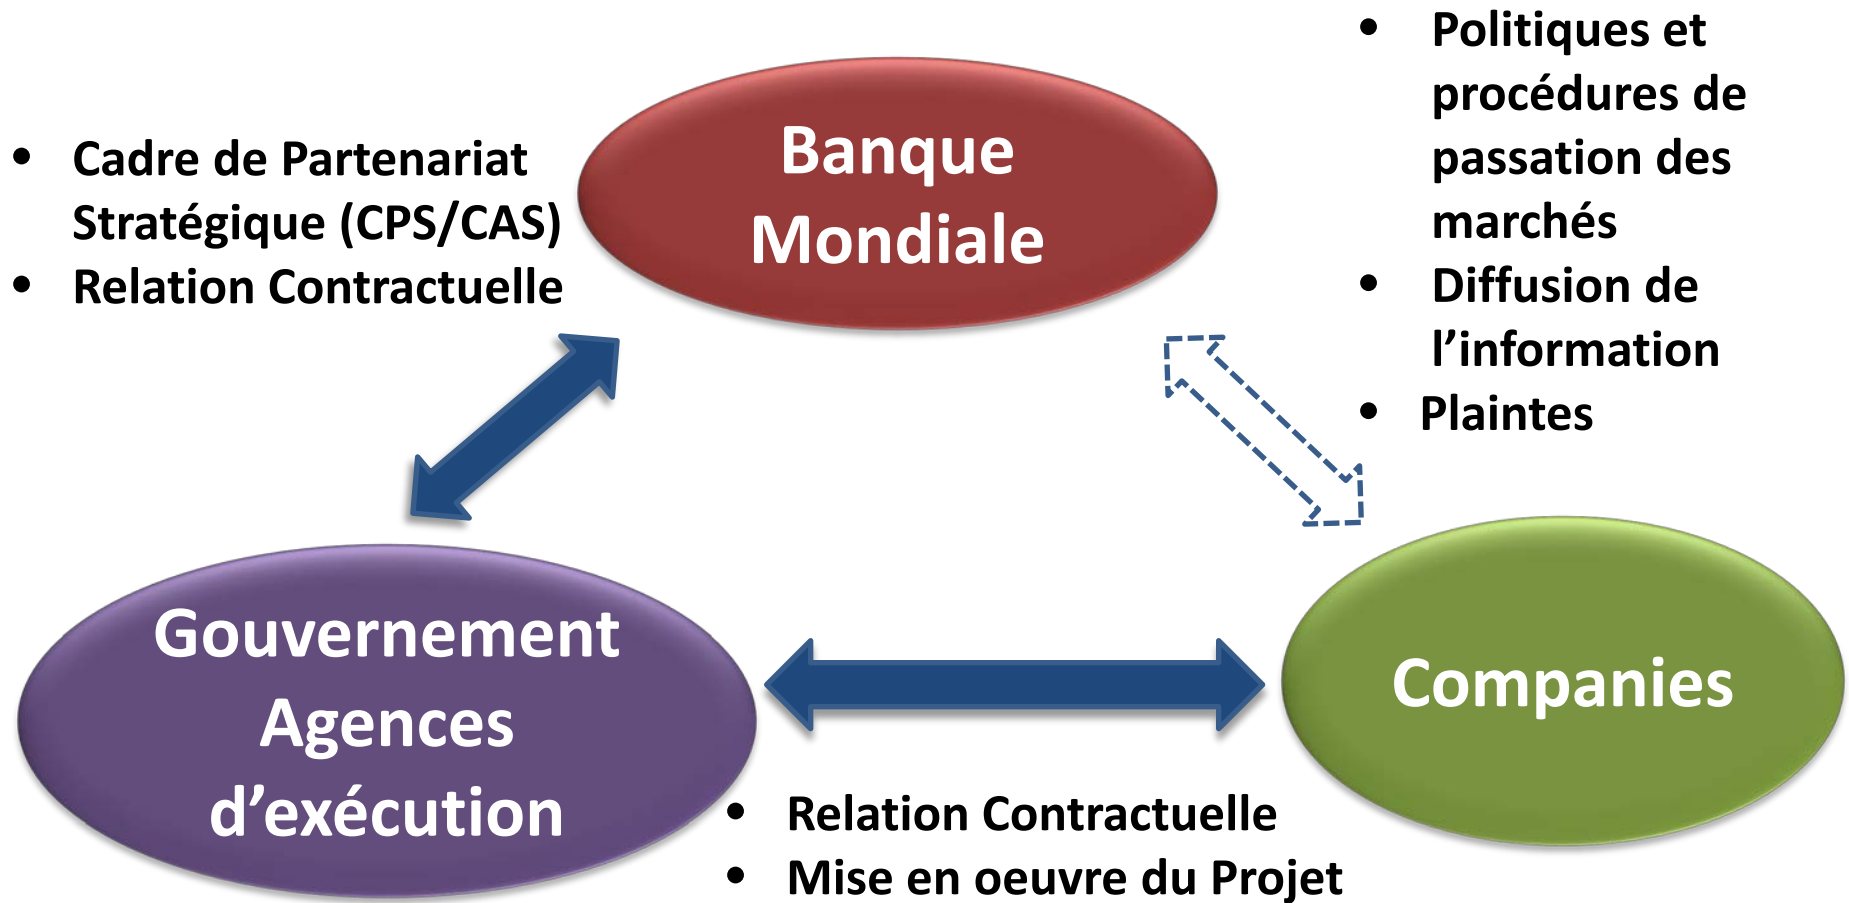 • Cadre de Partenariat
Stratégique (CPS/CAS)
• Relation Contractuelle
Banque
Mondiale
• Politiques et
procédures de
passation des
marchés
• Diffusion de
l’information
• Plaintes
Gouvernement
Agences
d’exécution
Companies
• Relation Contractuelle
• Mise en oeuvre du Projet